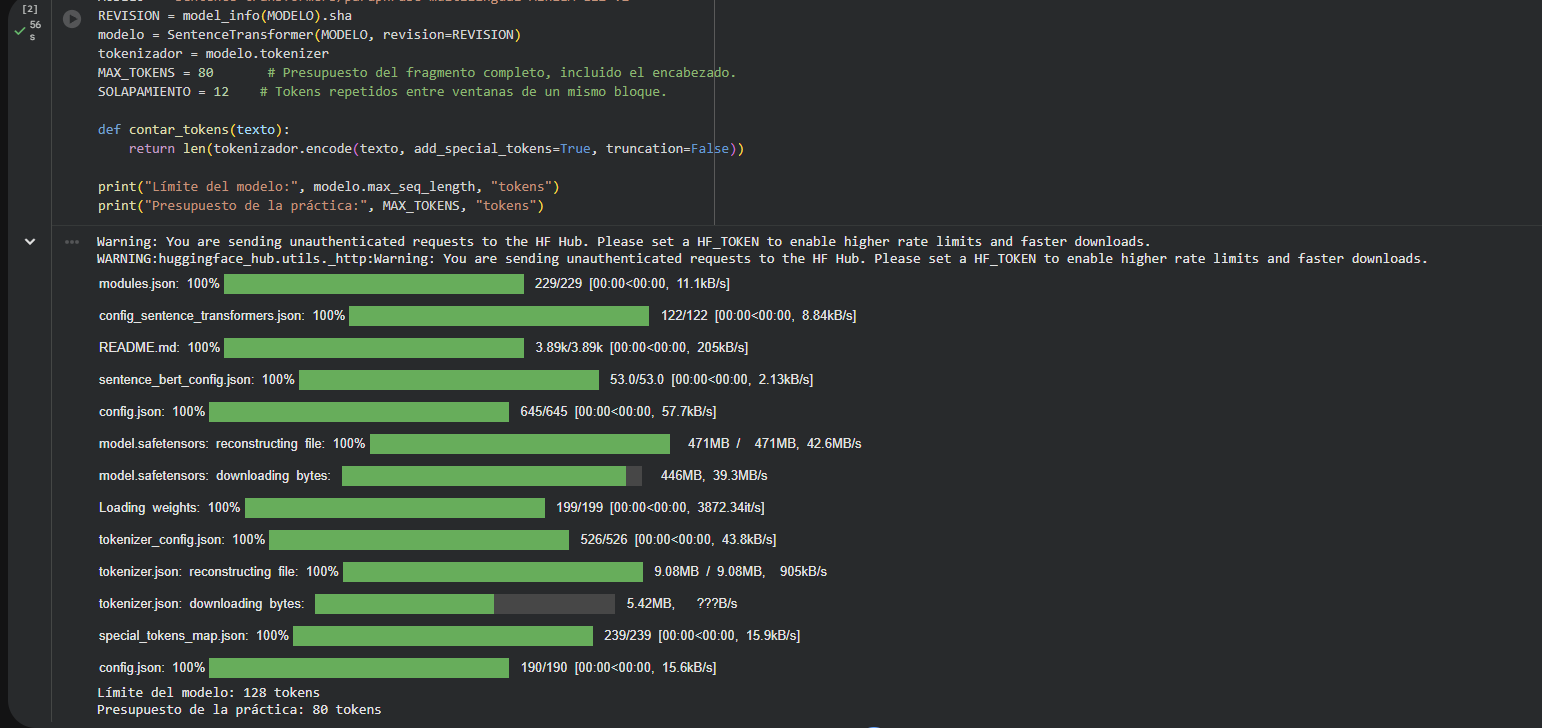 [2]
56
s
REVISION = model_info(MODELO).sha
modelo = SentenceTransformer(MODELO, revision=REVISION)
tokenizador = modelo.tokenizer
MAX_TOKENS = 80       # Presupuesto del fragmento completo, incluido el encabezado.
SOLAPAMIENTO = 12    # Tokens repetidos entre ventanas de un mismo bloque.
def contar_tokens(texto):
    return len(tokenizador.encode(texto, add_special_tokens=True, truncation=False))
print("Límite del modelo:", modelo.max_seq_length, "tokens")
print("Presupuesto de la práctica:", MAX_TOKENS, "tokens")
Warning: You are sending unauthenticated requests to the HF Hub. Please set a HF_TOKEN to enable higher rate limits and faster downloads.
WARNING:huggingface_hub.utils._http:Warning: You are sending unauthenticated requests to the HF Hub. Please set a HF_TOKEN to enable higher rate limits and faster downloads.
modules.json: 100% 229/229 [00:00<00:00, 11.1kB/s]
config_sentence_transformers.json: 100% 122/122 [00:00<00:00, 8.84kB/s]
README.md: 100% 3.89k/3.89k [00:00<00:00, 205kB/s]
sentence_bert_config.json: 100% 53.0/53.0 [00:00<00:00, 2.13kB/s]
config.json: 100% 645/645 [00:00<00:00, 57.7kB/s]
model.safetensors: reconstructing file: 100% 471MB / 471MB, 42.6MB/s
model.safetensors: downloading bytes: 446MB, 39.3MB/s
Loading weights: 100% 199/199 [00:00<00:00, 3872.34it/s]
tokenizer_config.json: 100% 526/526 [00:00<00:00, 43.8kB/s]
tokenizer.json: reconstructing file: 100% 9.08MB / 9.08MB, 905kB/s
tokenizer.json: downloading bytes: 5.42MB, ???B/s
special_tokens_map.json: 100% 239/239 [00:00<00:00, 15.9kB/s]
config.json: 100% 190/190 [00:00<00:00, 15.6kB/s]
Límite del modelo: 128 tokens
Presupuesto de la práctica: 80 tokens